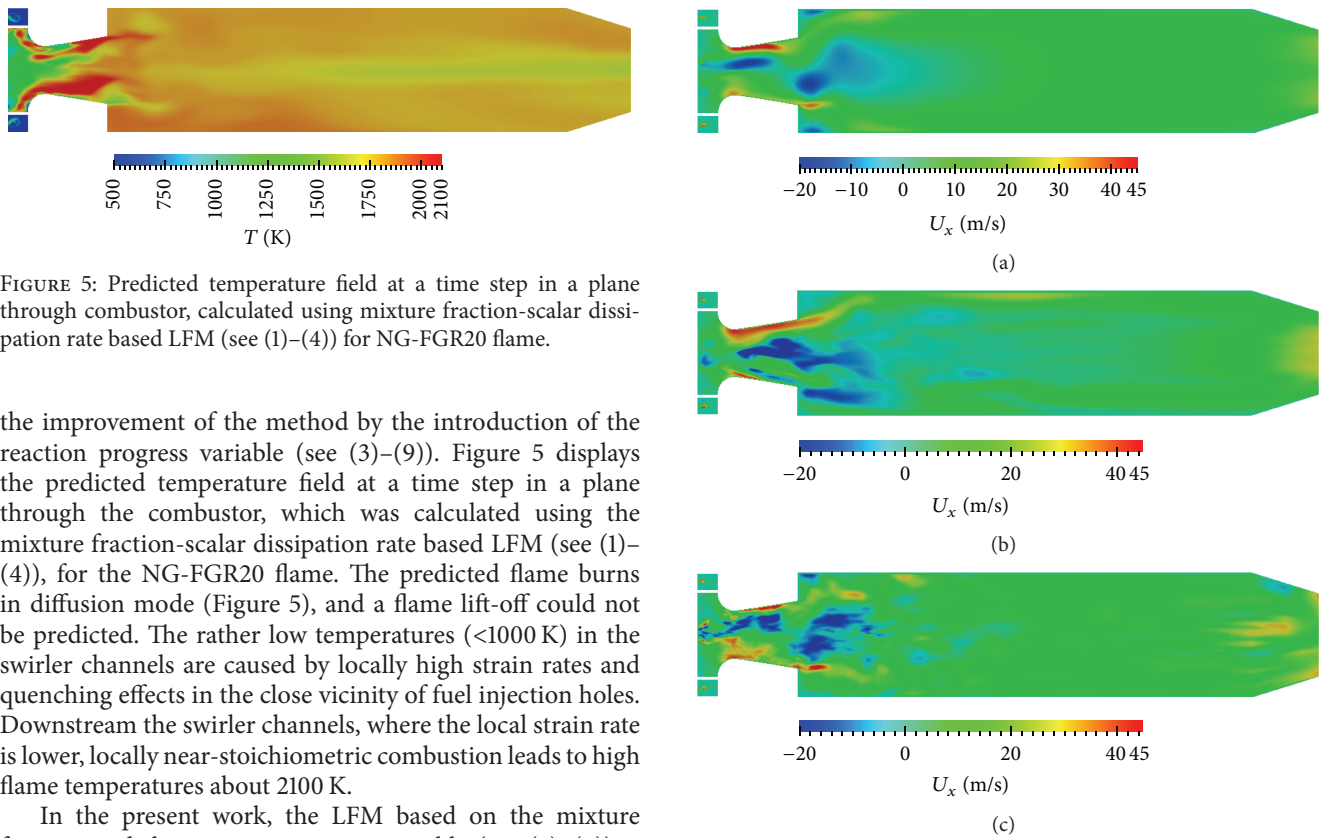 500
750
1000
1250
1500
1750
2000
2100
T (K)
FIGURE 5: Predicted temperature field at a time step in a plane
through combustor, calculated using mixture fraction-scalar dissi-
pation rate based LFM (see (1)–(4)) for NG-FGR20 flame.
the improvement of the method by the introduction of the
reaction progress variable (see (3)–(9)). Figure 5 displays
the predicted temperature field at a time step in a plane
through the combustor, which was calculated using the
mixture fraction-scalar dissipation rate based LFM (see (1)–
(4)), for the NG-FGR20 flame. The predicted flame burns
in diffusion mode (Figure 5), and a flame lift-off could not
be predicted. The rather low temperatures (<1000 K) in the
swirler channels are caused by locally high strain rates and
quenching effects in the close vicinity of fuel injection holes.
Downstream the swirler channels, where the local strain rate
is lower, locally near-stoichiometric combustion leads to high
flame temperatures about 2100 K.
In the present work, the LFM based on the mixture
−20 −10 0 10 20 30 40 45
U_x (m/s)
(a)
−20 0 20 40 45
U_x (m/s)
(b)
−20 0 20 40 45
U_x (m/s)
(c)